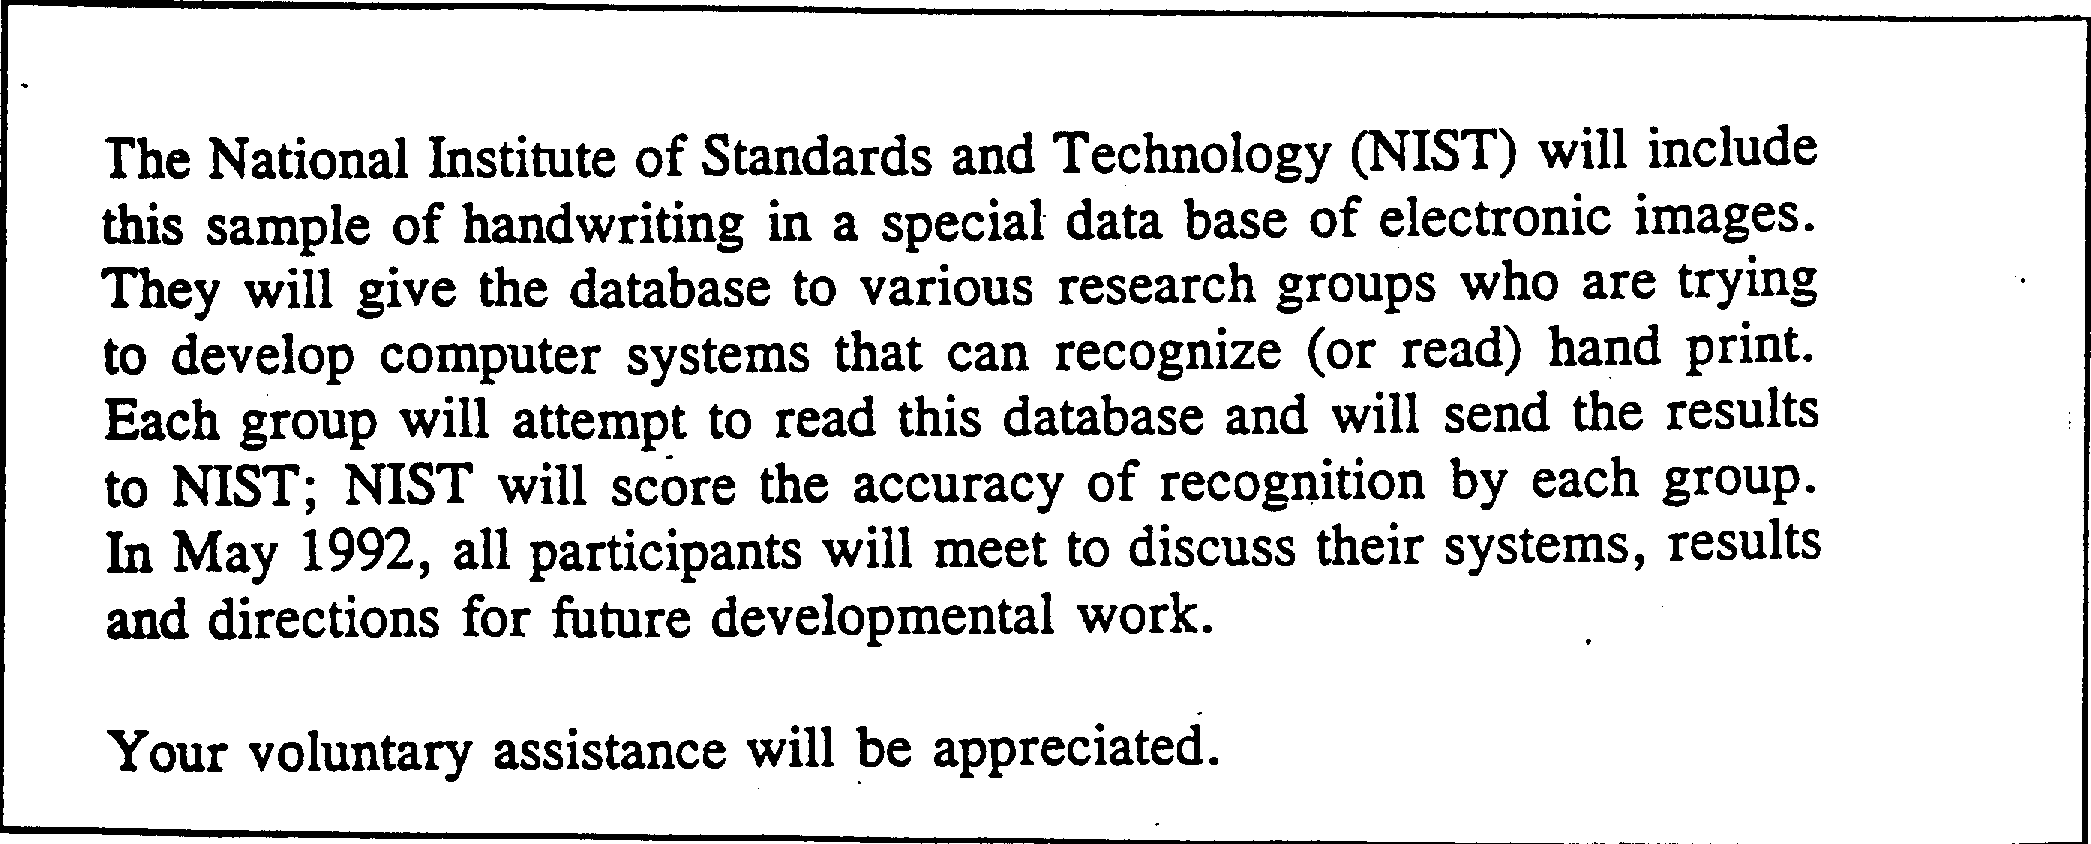 The National Institute of Standards and Technology (NIST) will include
this sample of handwriting in a special data base of electronic images.
They will give the database to various research groups who are trying
to develop computer systems that can recognize (or read) hand print.
Each group will attempt to read this database and will send the results
to NIST; NIST will score the accuracy of recognition by each group.
In May 1992, all participants will meet to discuss their systems, results
and directions for future developmental work.
Your voluntary assistance will be appreciated.